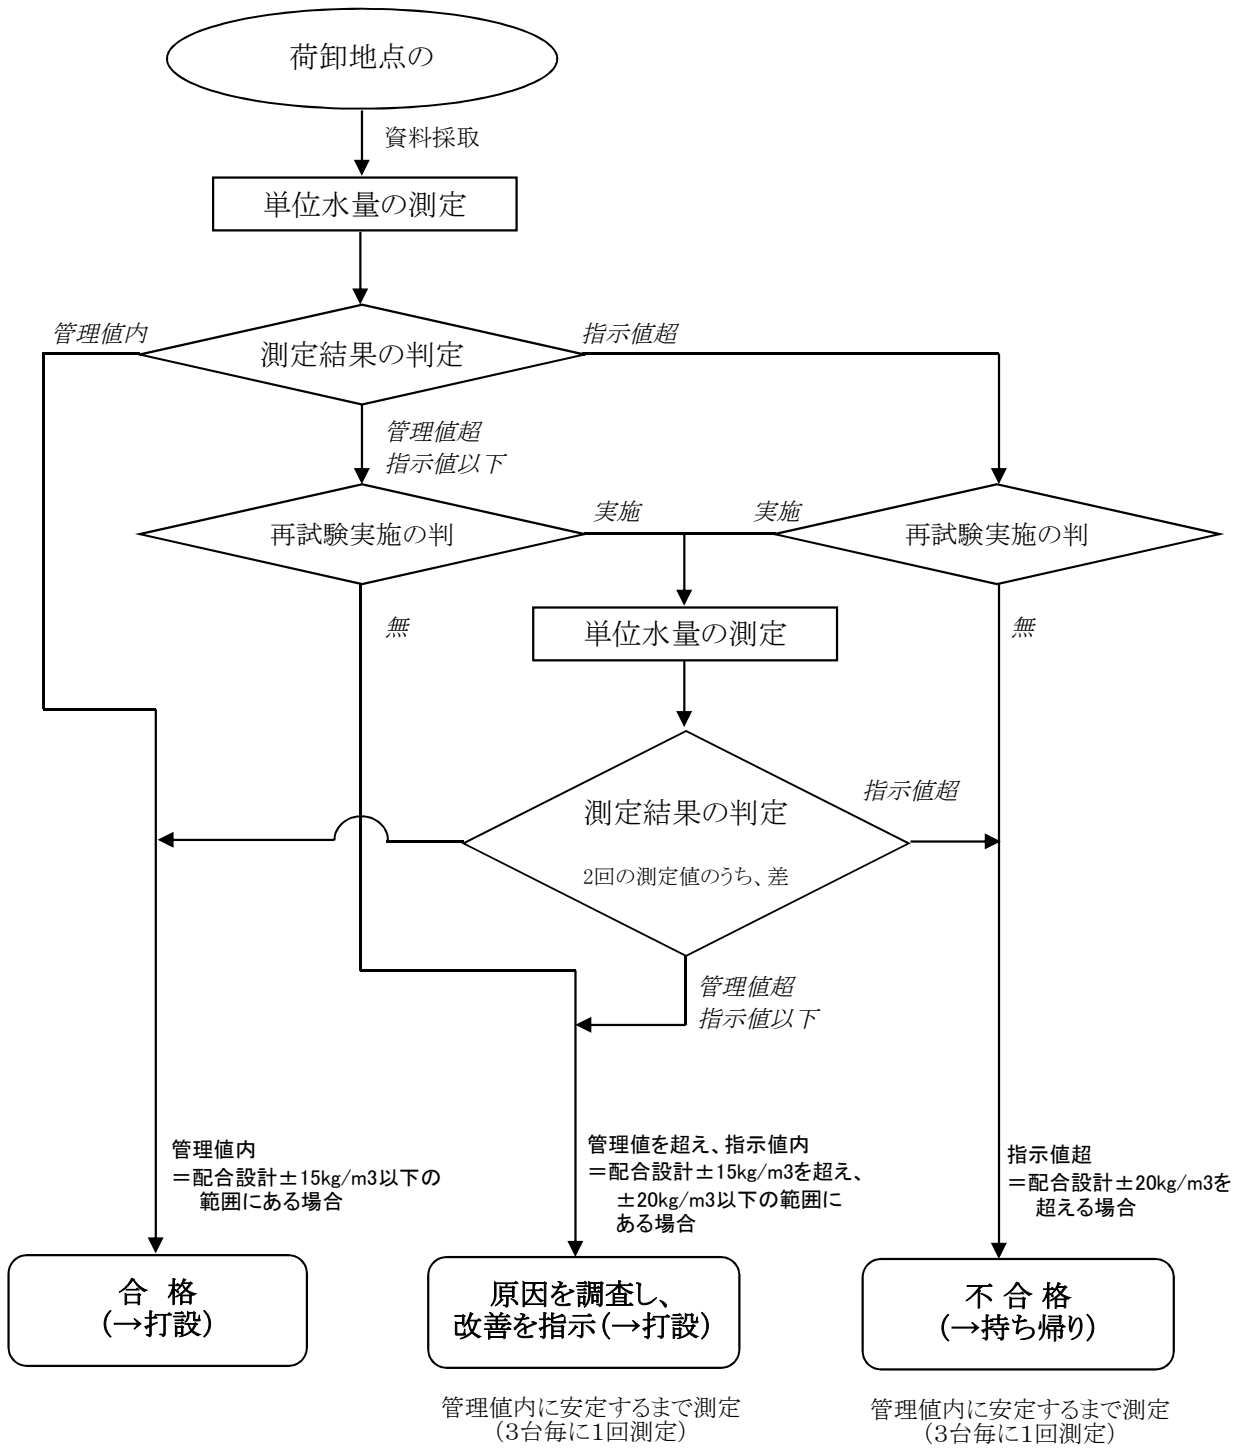 荷卸地点の
資料採取
単位水量の測定
管理値内
指示値超
測定結果の判定
管理値超
指示値以下
再試験実施の判
実施
実施
再試験実施の判
無
単位水量の測定
無
測定結果の判定
指示値超
2回の測定値のうち、差
管理値超
指示値以下
管理値内
＝配合設計±15kg/m3以下の
範囲にある場合
管理値を超え、指示値内
＝配合設計±15kg/m3を超え、
±20kg/m3以下の範囲に
ある場合
指示値超
＝配合設計±20kg/m3を
超える場合
合　格
（→打設）
原因を調査し、
改善を指示（→打設）
不 合 格
（→持ち帰り）
管理値内に安定するまで測定
（3台毎に1回測定）
管理値内に安定するまで測定
（3台毎に1回測定）